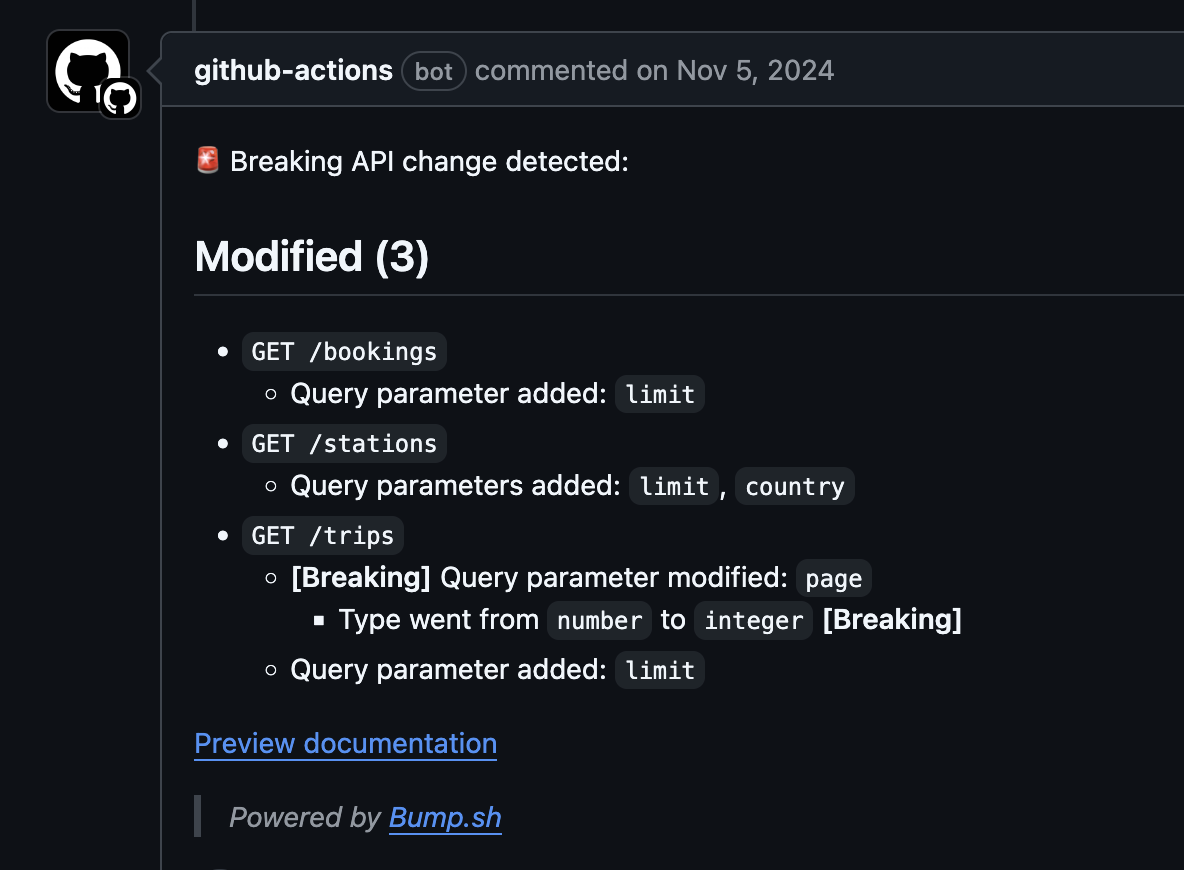 github-actions bot commented on Nov 5, 2024
🚨 Breaking API change detected:
Modified (3)
GET /bookings
Query parameter added: limit
GET /stations
Query parameters added: limit, country
GET /trips
[Breaking] Query parameter modified: page
Type went from number to integer [Breaking]
Query parameter added: limit
Preview documentation
Powered by Bump.sh